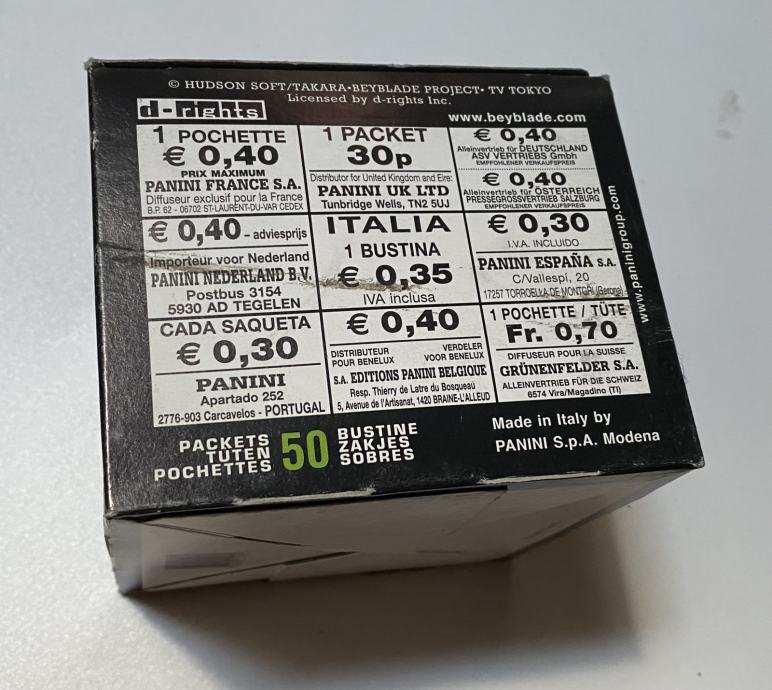 © HUDSON SOFT/TAKARA•BEYBLADE PROJECT• TV TOKYO
Licensed by d-rights Inc.
d-rights
www.beyblade.com
1 POCHETTE
€ 0,40
PRIX MAXIMUM
PANINI FRANCE S.A.
Diffuseur exclusif pour la France
B.P. 62 - 06702 ST-LAURENT-DU-VAR CEDEX
1 PACKET
30p
Distributor for United Kingdom and Eire:
PANINI UK LTD
Tunbridge Wells, TN2 5UJ
€ 0,40
Alleinvertrieb für DEUTSCHLAND
ASV VERTRIEBS Gmbh
EMPFOHLENER VERKAUFSPREIS
€ 0,40
Alleinvertrieb für ÖSTERREICH
PRESSEGROSSVERTRIEB SALZBURG
EMPFOHLENER VERKAUFSPREIS
€ 0,40 - adviesprijs
Importeur voor Nederland
PANINI NEDERLAND B.V.
Postbus 3154
5930 AD TEGELEN
ITALIA
1 BUSTINA
€ 0,35
IVA inclusa
€ 0,30
I.V.A. INCLUIDO
PANINI ESPAÑA S.A.
C/Vallespí, 20
17257 TORROELLA DE MONTGRI (Gerona)
CADA SAQUETA
€ 0,30
PANINI
Apartado 252
2776-903 Carcavelos - PORTUGAL
€ 0,40
DISTRIBUTEUR POUR BENELUX
VERDELER VOOR BENELUX
S.A. EDITIONS PANINI BELGIQUE
Resp. Thierry de Latre du Bosqueau
5, Avenue de l'Artisanat, 1420 BRAINE-L'ALLEUD
1 POCHETTE / TÜTE
Fr. 0,70
DIFFUSEUR POUR LA SUISSE
GRÜNENFELDER S.A.
ALLEINVERTRIEB FÜR DIE SCHWEIZ
6574 Vira/Magadino (TI)
www.paninigroup.com
PACKETS
TÜTEN
POCHETTES
50
BUSTINE
ZAKJES
SOBRES
Made in Italy by
PANINI S.p.A. Modena